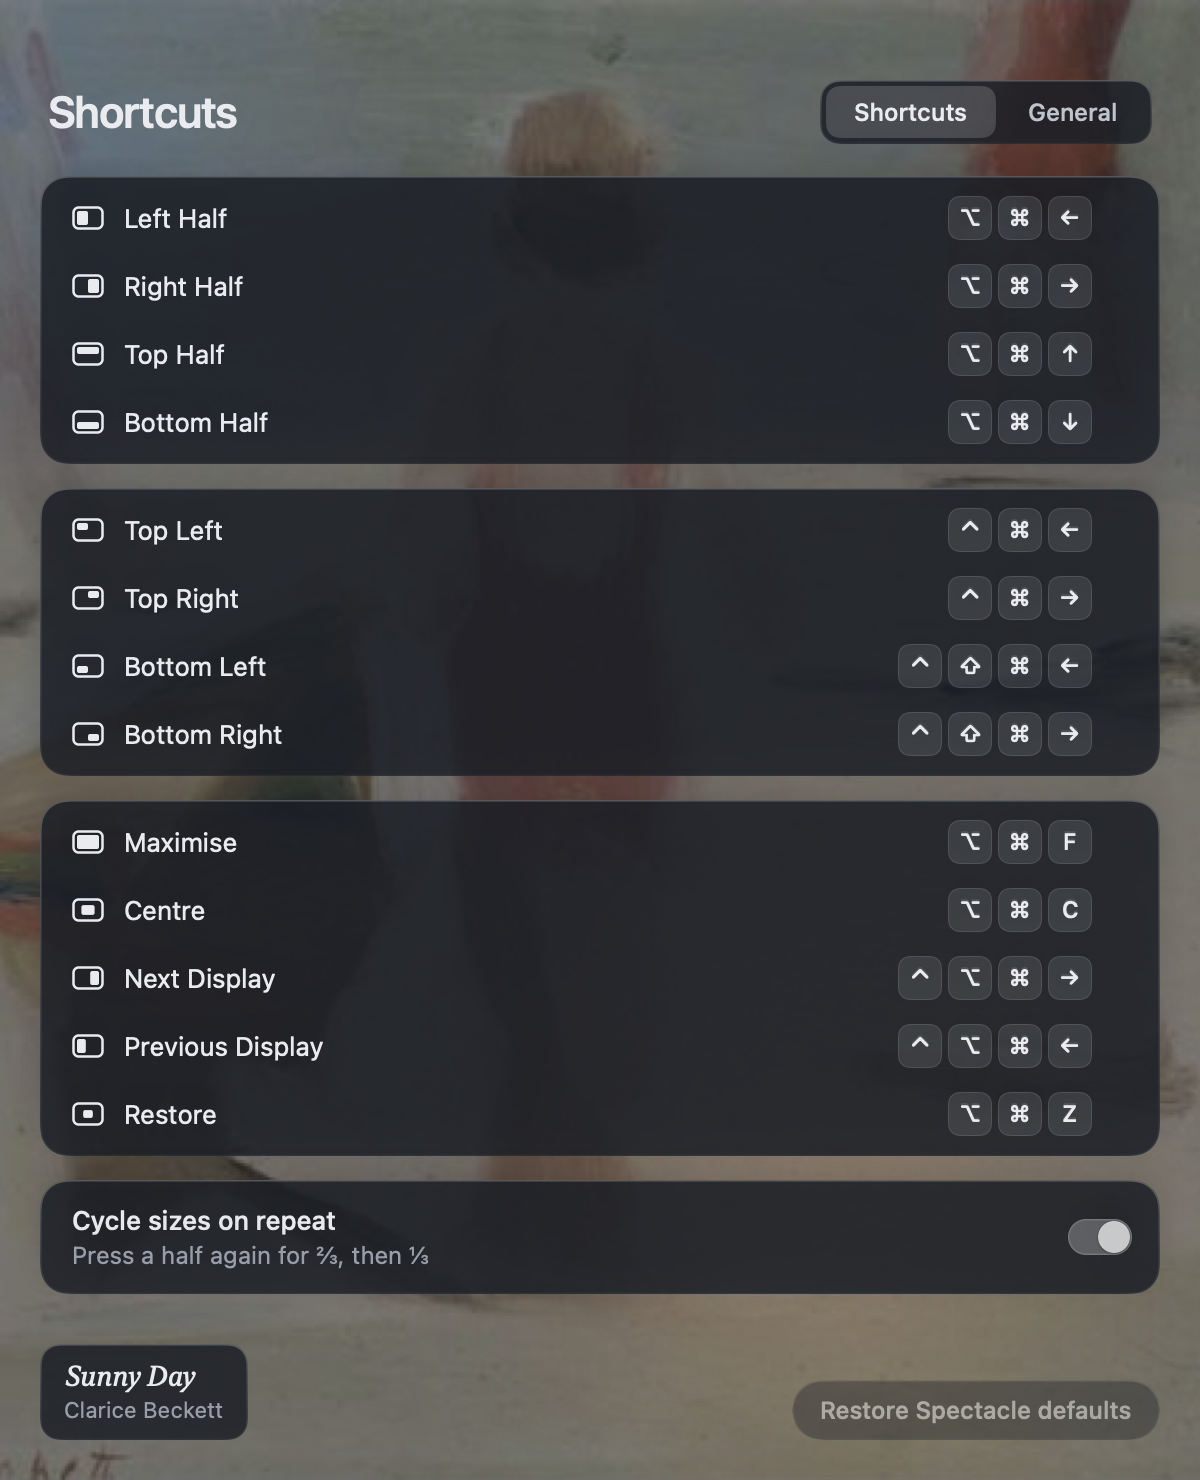 Shortcuts
Shortcuts General
Left Half ⌥ ⌘ ←
Right Half ⌥ ⌘ →
Top Half ⌥ ⌘ ↑
Bottom Half ⌥ ⌘ ↓
Top Left ^ ⌘ ←
Top Right ^ ⌘ →
Bottom Left ^ ⇧ ⌘ ←
Bottom Right ^ ⇧ ⌘ →
Maximise ⌥ ⌘ F
Centre ⌥ ⌘ C
Next Display ^ ⌥ ⌘ →
Previous Display ^ ⌥ ⌘ ←
Restore ⌥ ⌘ Z
Cycle sizes on repeat
Press a half again for ⅔, then ⅓
Sunny Day
Clarice Beckett
Restore Spectacle defaults